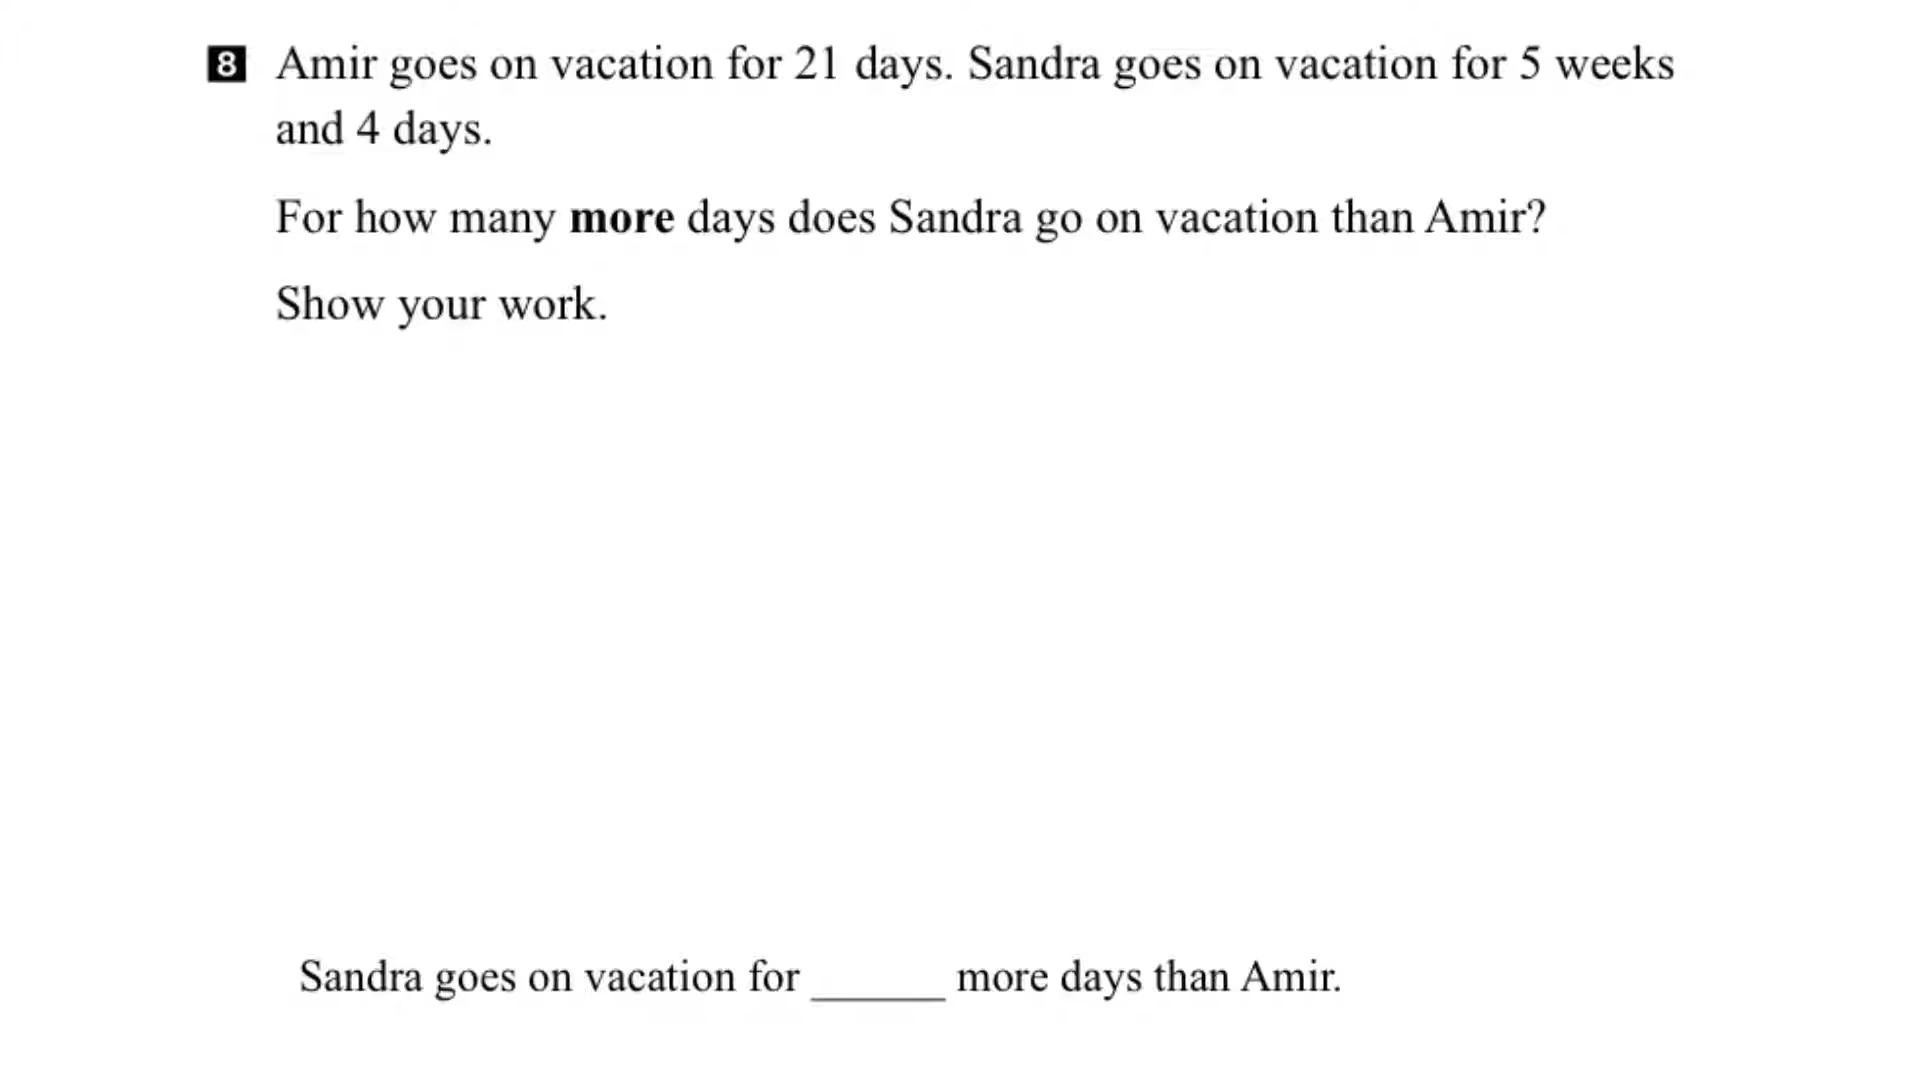 8 Amir goes on vacation for 21 days. Sandra goes on vacation for 5 weeks
and 4 days.
For how many more days does Sandra go on vacation than Amir?
Show your work.
Sandra goes on vacation for ______ more days than Amir.